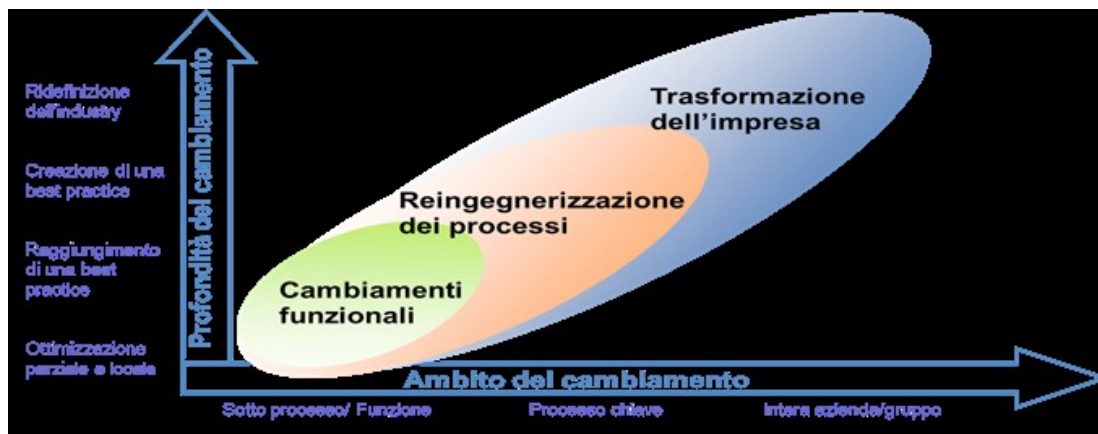 Ridefinizione
dell'industry
Creazione di una
best practice
Raggiungimento
di una best
practice
Ottimizzazione
parziale e locale
Profondità del cambiamento
Trasformazione
dell'impresa
Reingegnerizzazione
dei processi
Cambiamenti
funzionali
Ambito del cambiamento
Sotto processo/ Funzione
Processo chiave
Intera azienda/gruppo